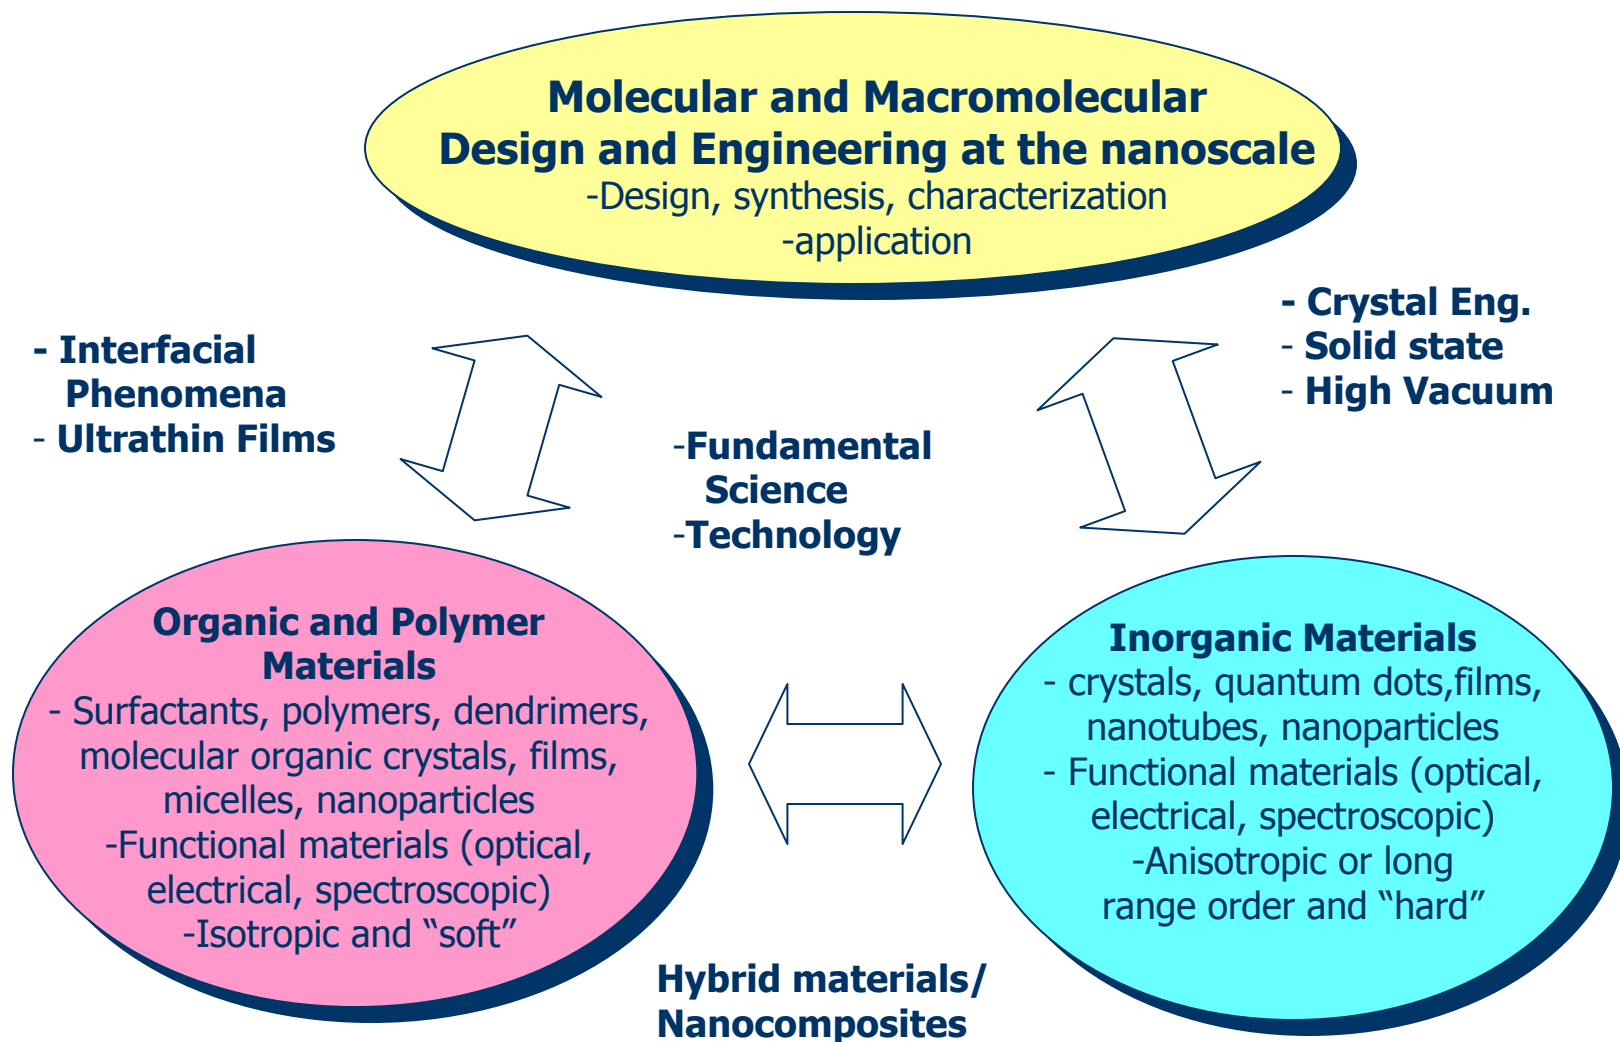 Molecular and Macromolecular
Design and Engineering at the nanoscale
-Design, synthesis, characterization
-application
- Interfacial
Phenomena
- Ultrathin Films
- Crystal Eng.
- Solid state
- High Vacuum
-Fundamental
Science
-Technology
Organic and Polymer
Materials
- Surfactants, polymers, dendrimers,
molecular organic crystals, films,
micelles, nanoparticles
-Functional materials (optical,
electrical, spectroscopic)
-Isotropic and “soft”
Inorganic Materials
- crystals, quantum dots,films,
nanotubes, nanoparticles
- Functional materials (optical,
electrical, spectroscopic)
-Anisotropic or long
range order and “hard”
Hybrid materials/
Nanocomposites